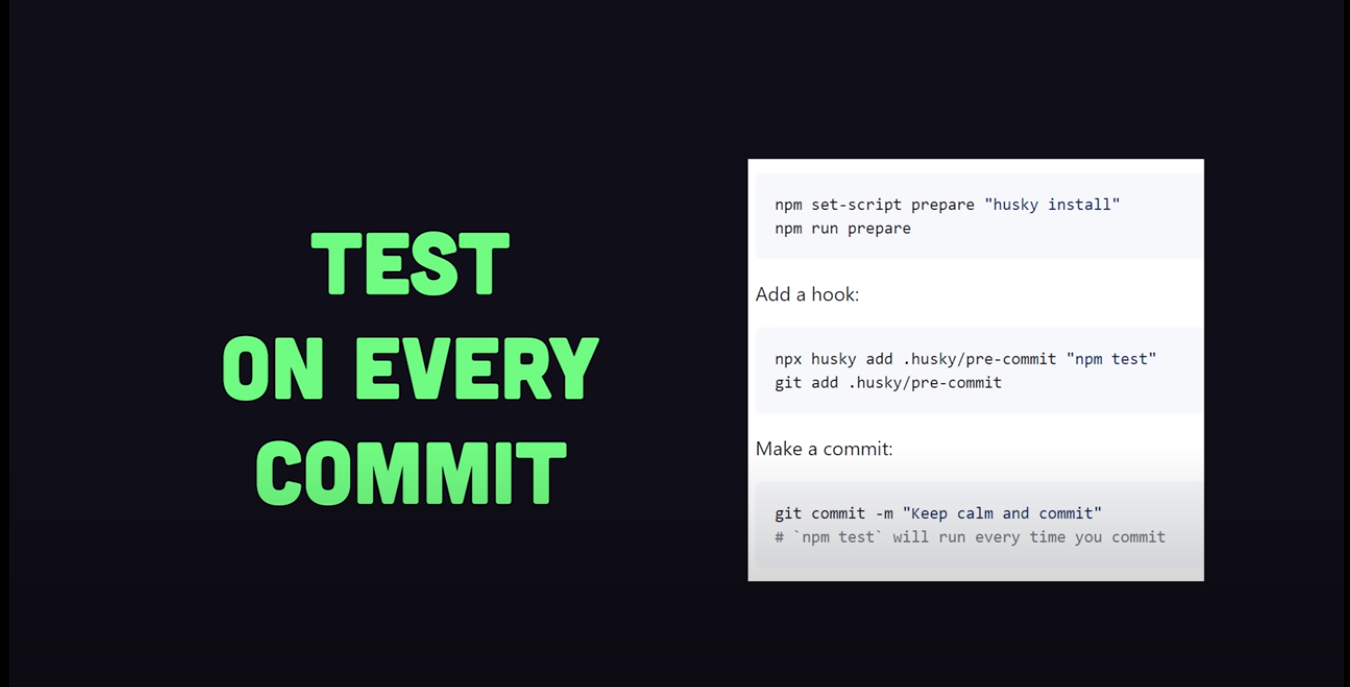 TEST
ON EVERY
COMMIT
npm set-script prepare "husky install"
npm run prepare
Add a hook:
npx husky add .husky/pre-commit "npm test"
git add .husky/pre-commit
Make a commit:
git commit -m "Keep calm and commit"
# `npm test` will run every time you commit